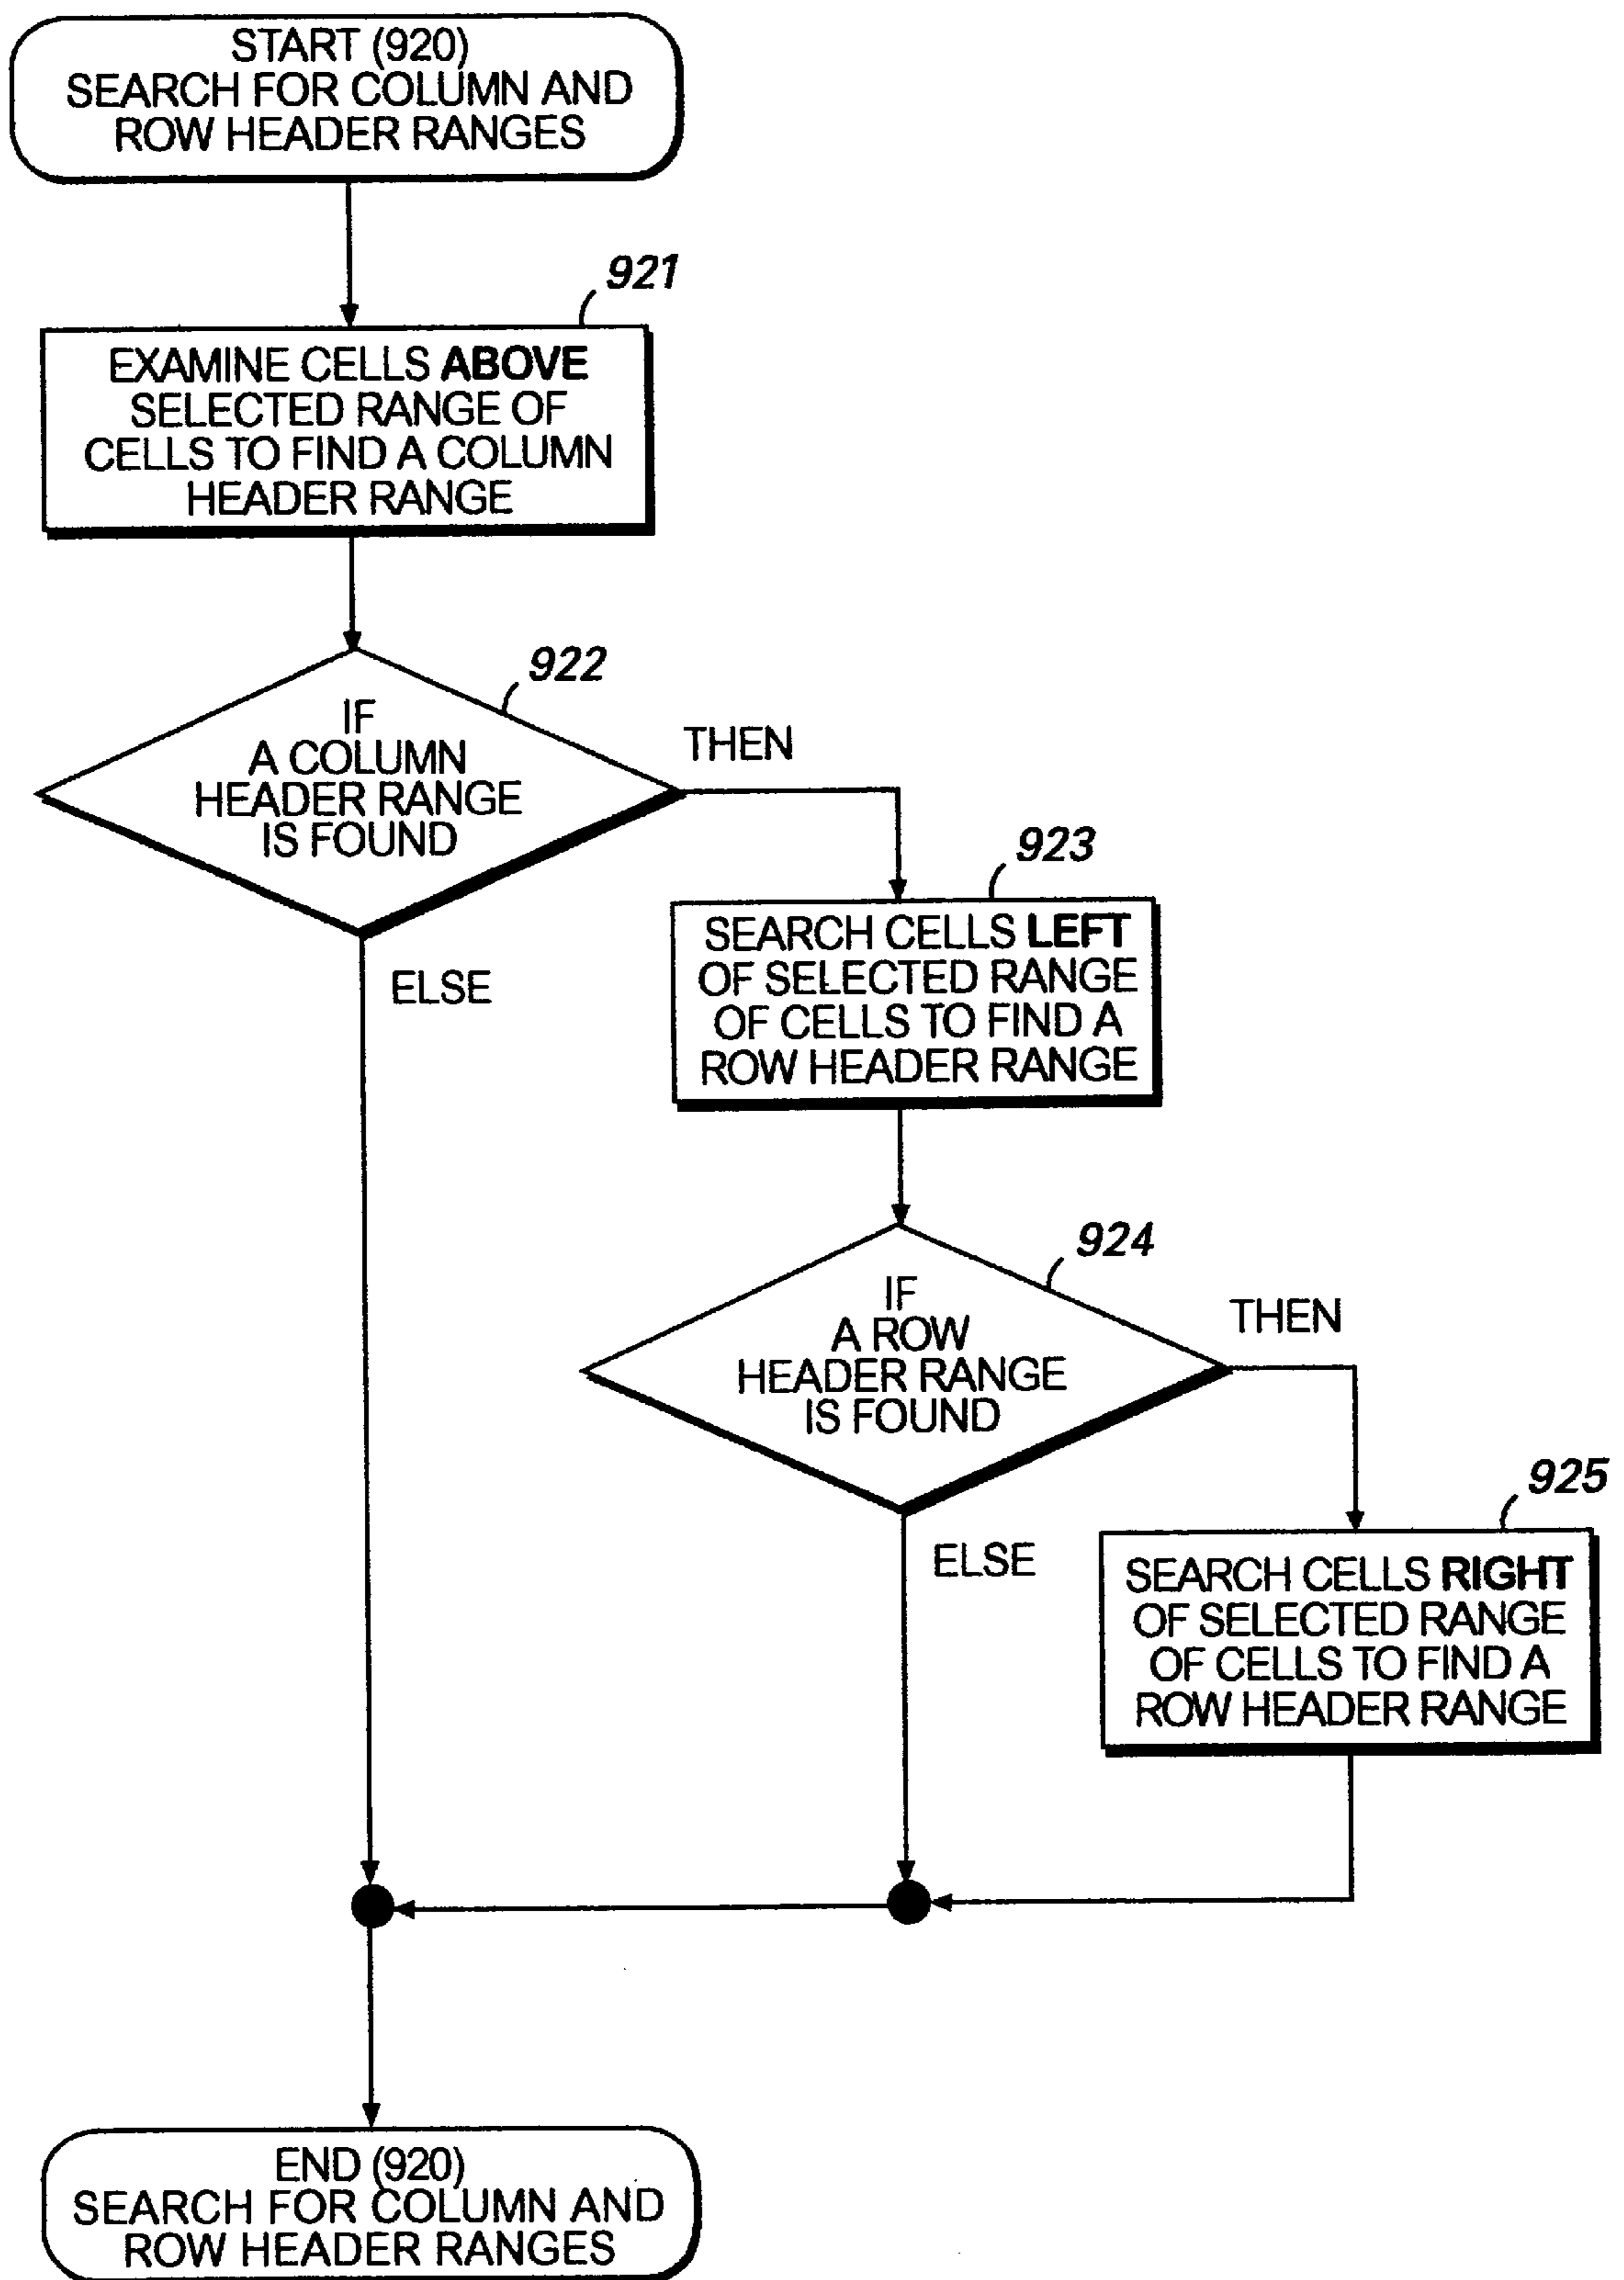 START (920)
SEARCH FOR COLUMN AND
ROW HEADER RANGES
921
EXAMINE CELLS ABOVE
SELECTED RANGE OF
CELLS TO FIND A COLUMN
HEADER RANGE
922
IF
A COLUMN
HEADER RANGE
IS FOUND
THEN
ELSE
923
SEARCH CELLS LEFT
OF SELECTED RANGE
OF CELLS TO FIND A
ROW HEADER RANGE
924
IF
A ROW
HEADER RANGE
IS FOUND
THEN
ELSE
925
SEARCH CELLS RIGHT
OF SELECTED RANGE
OF CELLS TO FIND A
ROW HEADER RANGE
END (920)
SEARCH FOR COLUMN AND
ROW HEADER RANGES